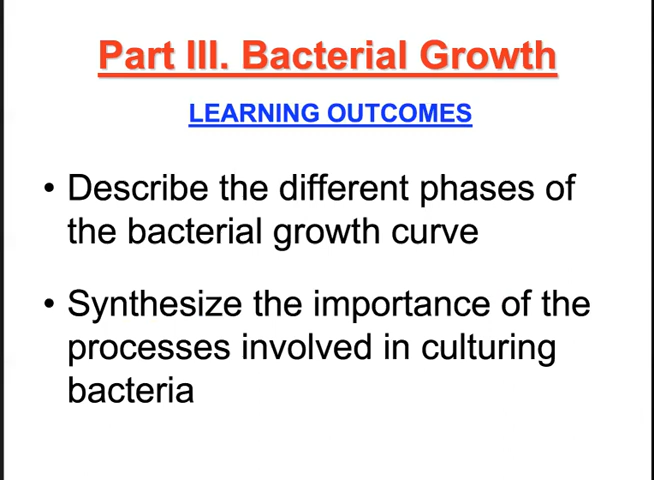 Part III. Bacterial Growth
LEARNING OUTCOMES
• Describe the different phases of
the bacterial growth curve
• Synthesize the importance of the
processes involved in culturing
bacteria